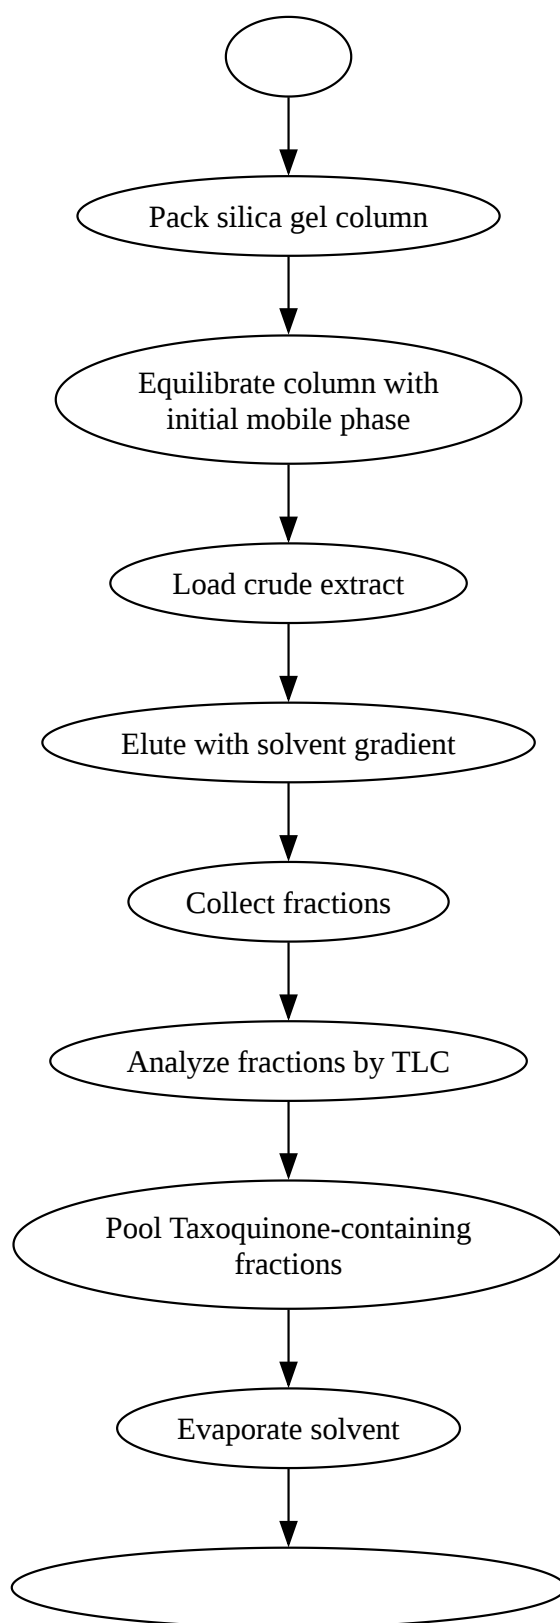 Pack silica gel column
Equilibrate column with
initial mobile phase
Load crude extract
Elute with solvent gradient
Collect fractions
Analyze fractions by TLC
Pool Taxoquinone-containing
fractions
Evaporate solvent